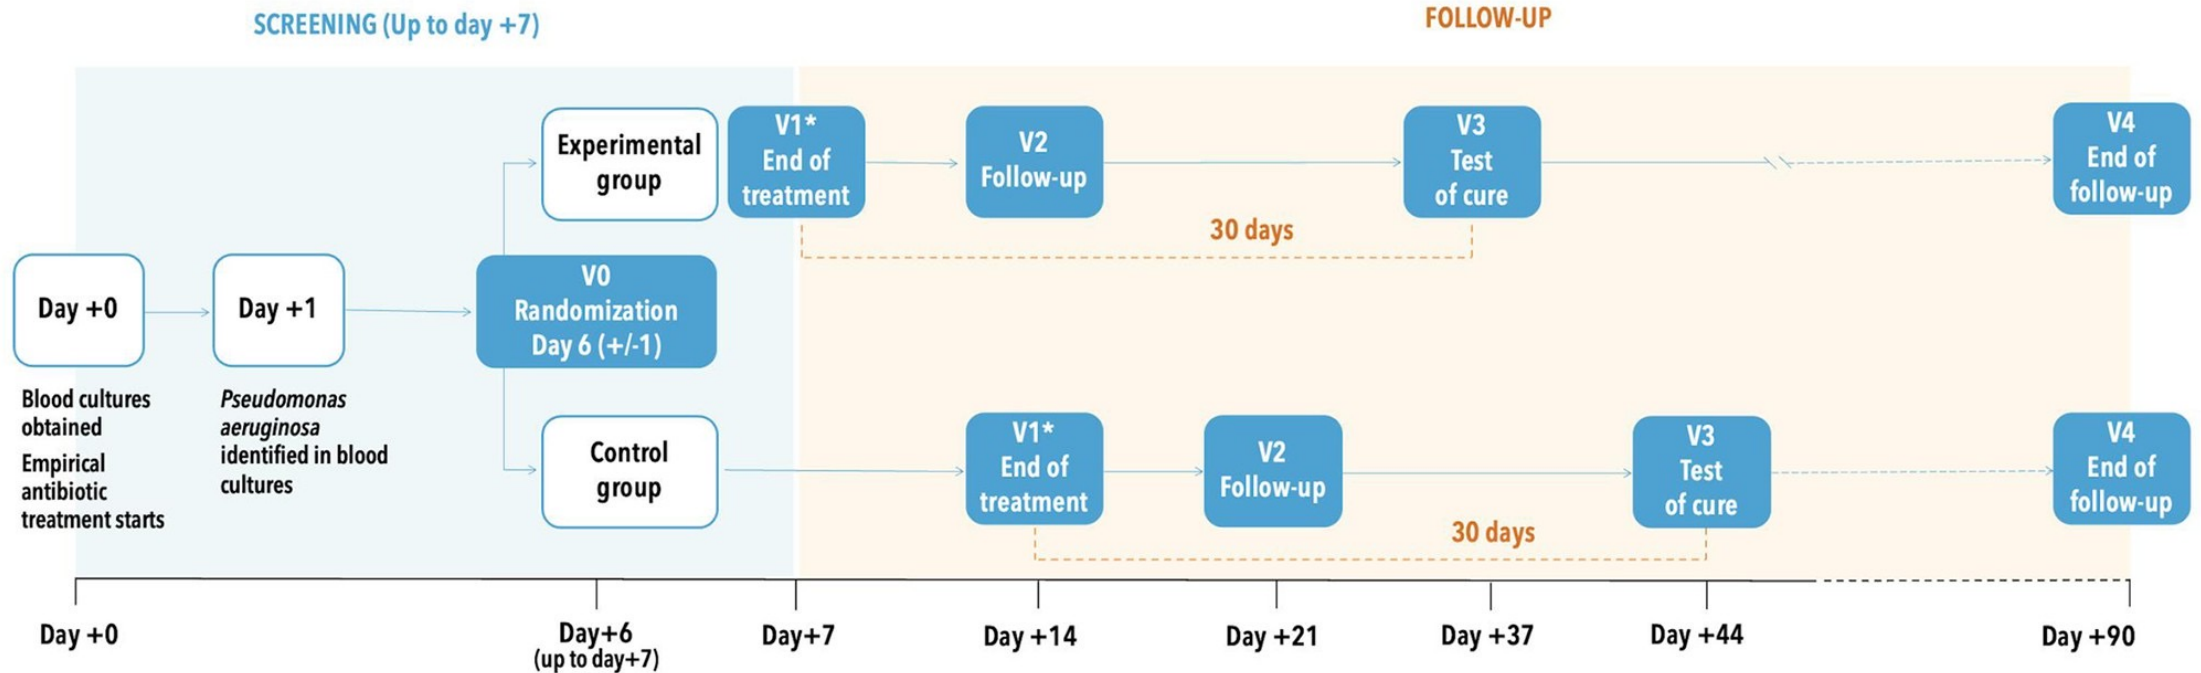 SCREENING (Up to day +7)
FOLLOW-UP
Experimental
group
V1*
End of
treatment
V2
Follow-up
V3
Test
of cure
V4
End of
follow-up
30 days
Day +0
Day +1
V0
Randomization
Day 6 (+/-1)
Blood cultures
obtained
Empirical
antibiotic
treatment starts
Pseudomonas
aeruginosa
identified in blood
cultures
Control
group
V1*
End of
treatment
V2
Follow-up
V3
Test
of cure
V4
End of
follow-up
30 days
Day +0
Day+6
(up to day+7)
Day+7
Day +14
Day +21
Day +37
Day +44
Day +90